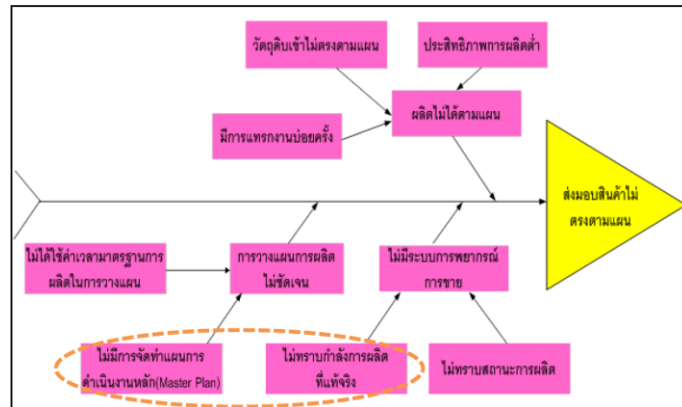 วัตถุดิบเข้าไม่ตรงตามแผน
ประสิทธิภาพการผลิตต่ำ
ผลิตไม่ได้ตามแผน
มีการแทรกงานบ่อยครั้ง
ส่งมอบสินค้าไม่
ตรงตามแผน
ไม่ได้ใช้ค่าเวลามาตรฐานการ
ผลิตในการวางแผน
การวางแผนการผลิต
ไม่ชัดเจน
ไม่มีระบบการพยากรณ์
การขาย
ไม่มีการจัดทำแผนการ
ดำเนินงานหลัก(Master Plan)
ไม่ทราบกำลังการผลิต
ที่แท้จริง
ไม่ทราบสถานะการผลิต